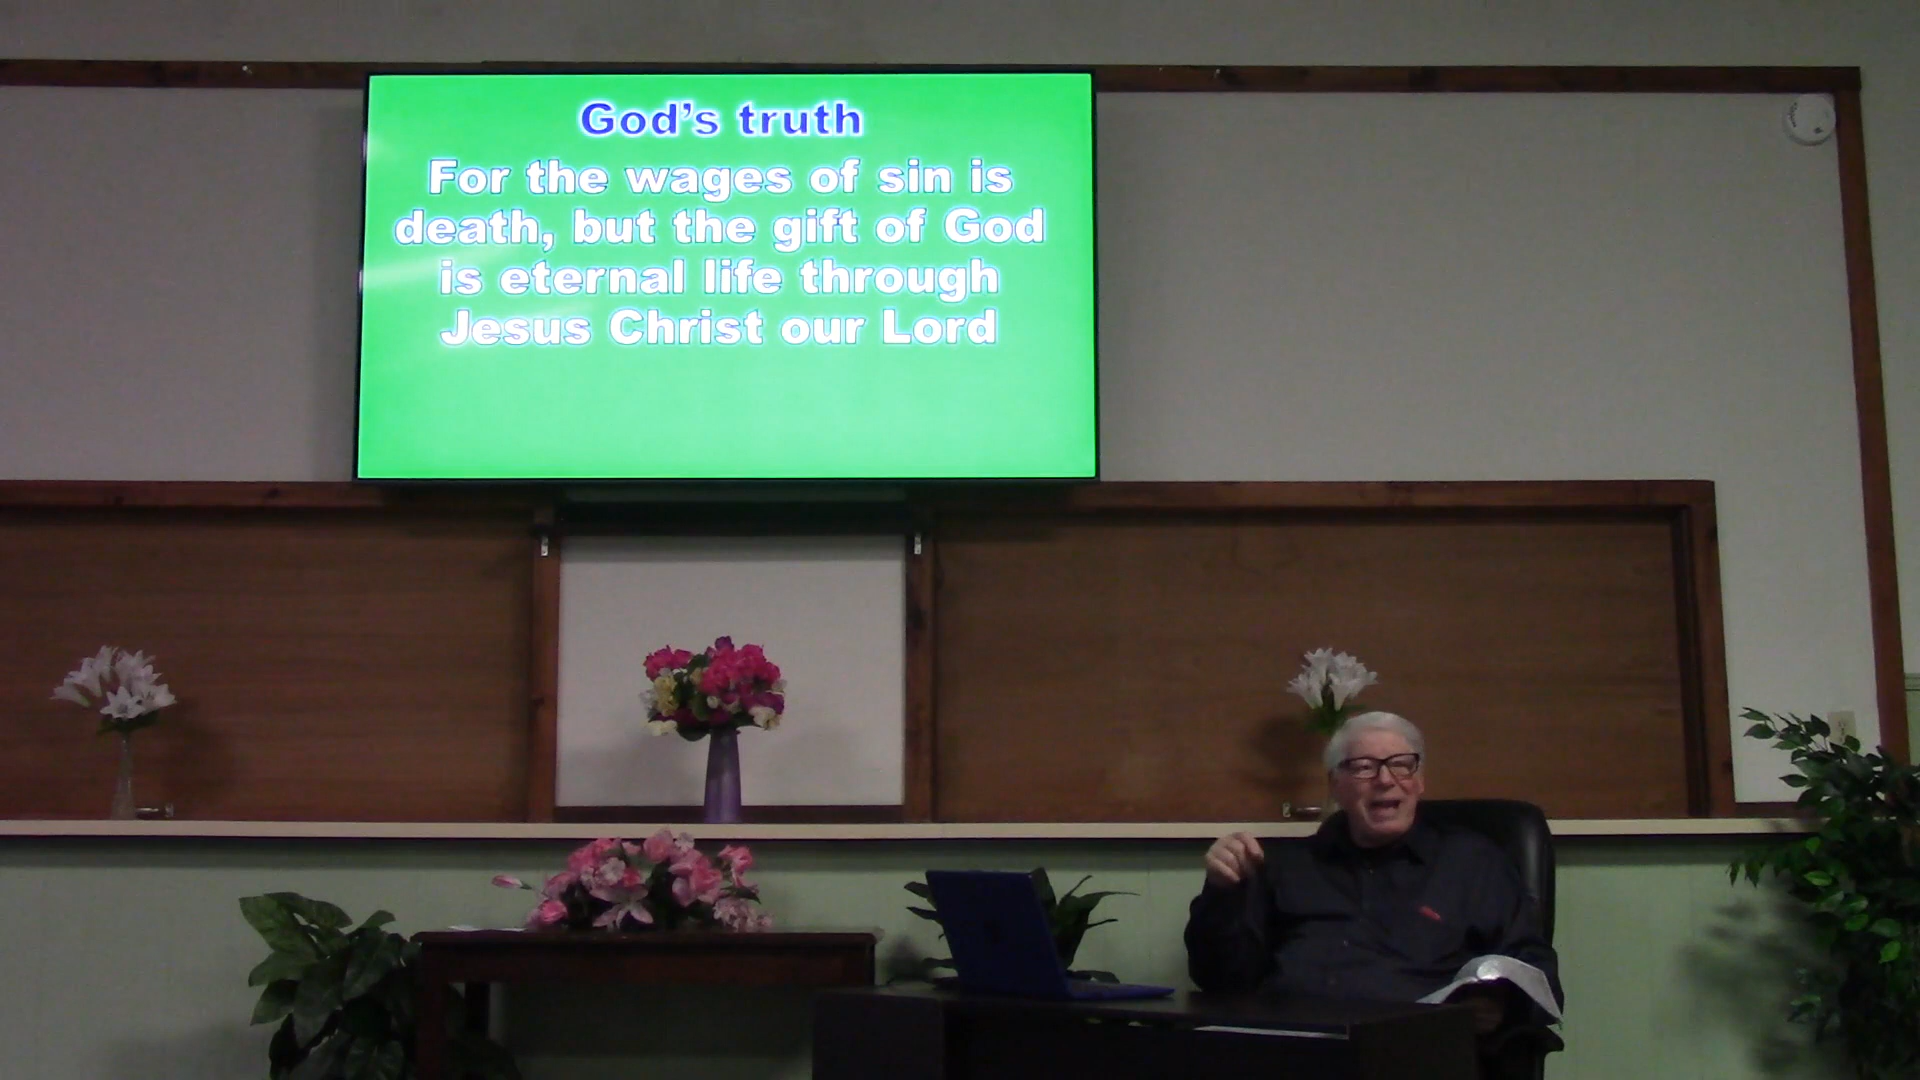 God's truth
For the wages of sin is
death, but the gift of God
is eternal life through
Jesus Christ our Lord